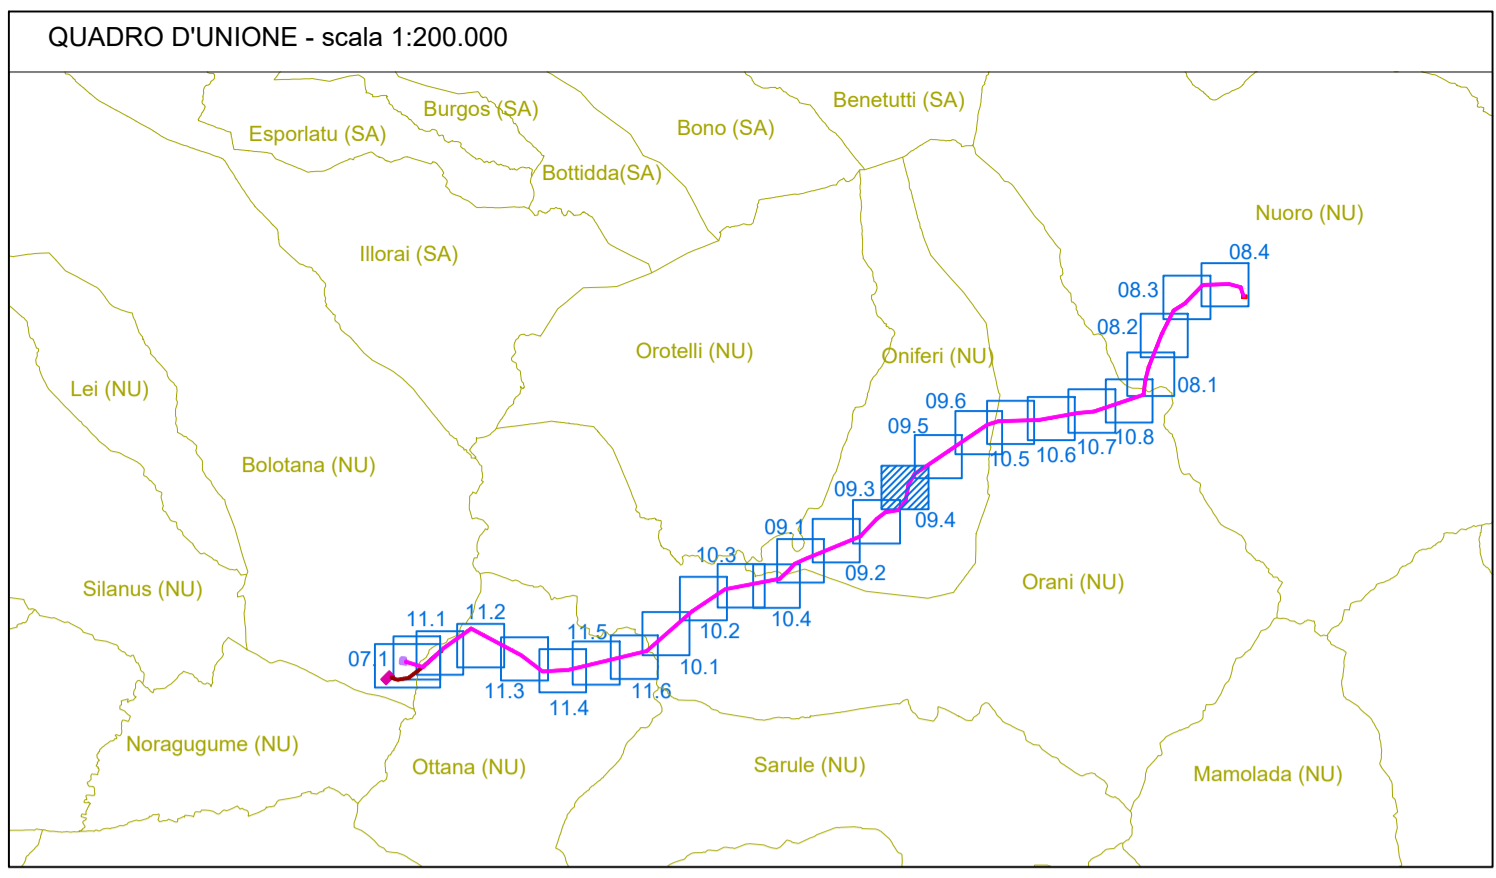 QUADRO D'UNIONE - scala 1:200.000
Benetutti (SA)
Burgos (SA)
Bono (SA)
Esporlatu (SA)
Bottidda(SA)
Nuoro (NU)
Illorai (SA)
08.4
08.3
08.2
Orotelli (NU)
Oniferi (NU)
Lei (NU)
08.1
09.6
09.5
10.8
10.7
10.6
10.5
Bolotana (NU)
09.3
09.4
09.1
10.3
09.2
Orani (NU)
Silanus (NU)
11.1
11.2
10.4
10.2
11.5
07.1
10.1
11.3
11.6
11.4
Noragugume (NU)
Ottana (NU)
Sarule (NU)
Mamolada (NU)